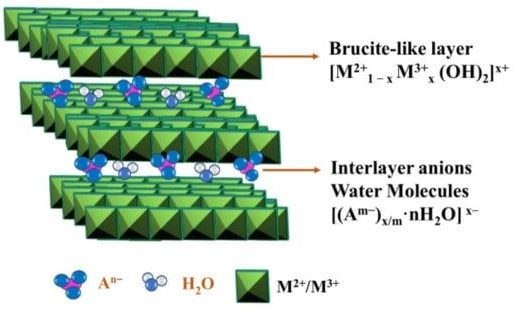 Brucite-like layer
[M²⁺₁₋ₓ M³⁺ₓ (OH)₂]ˣ⁺
Interlayer anions
Water Molecules
[(Aᵐ⁻)ₓ/ₘ·nH₂O] ˣ⁻
Aⁿ⁻ H₂O M²⁺/M³⁺